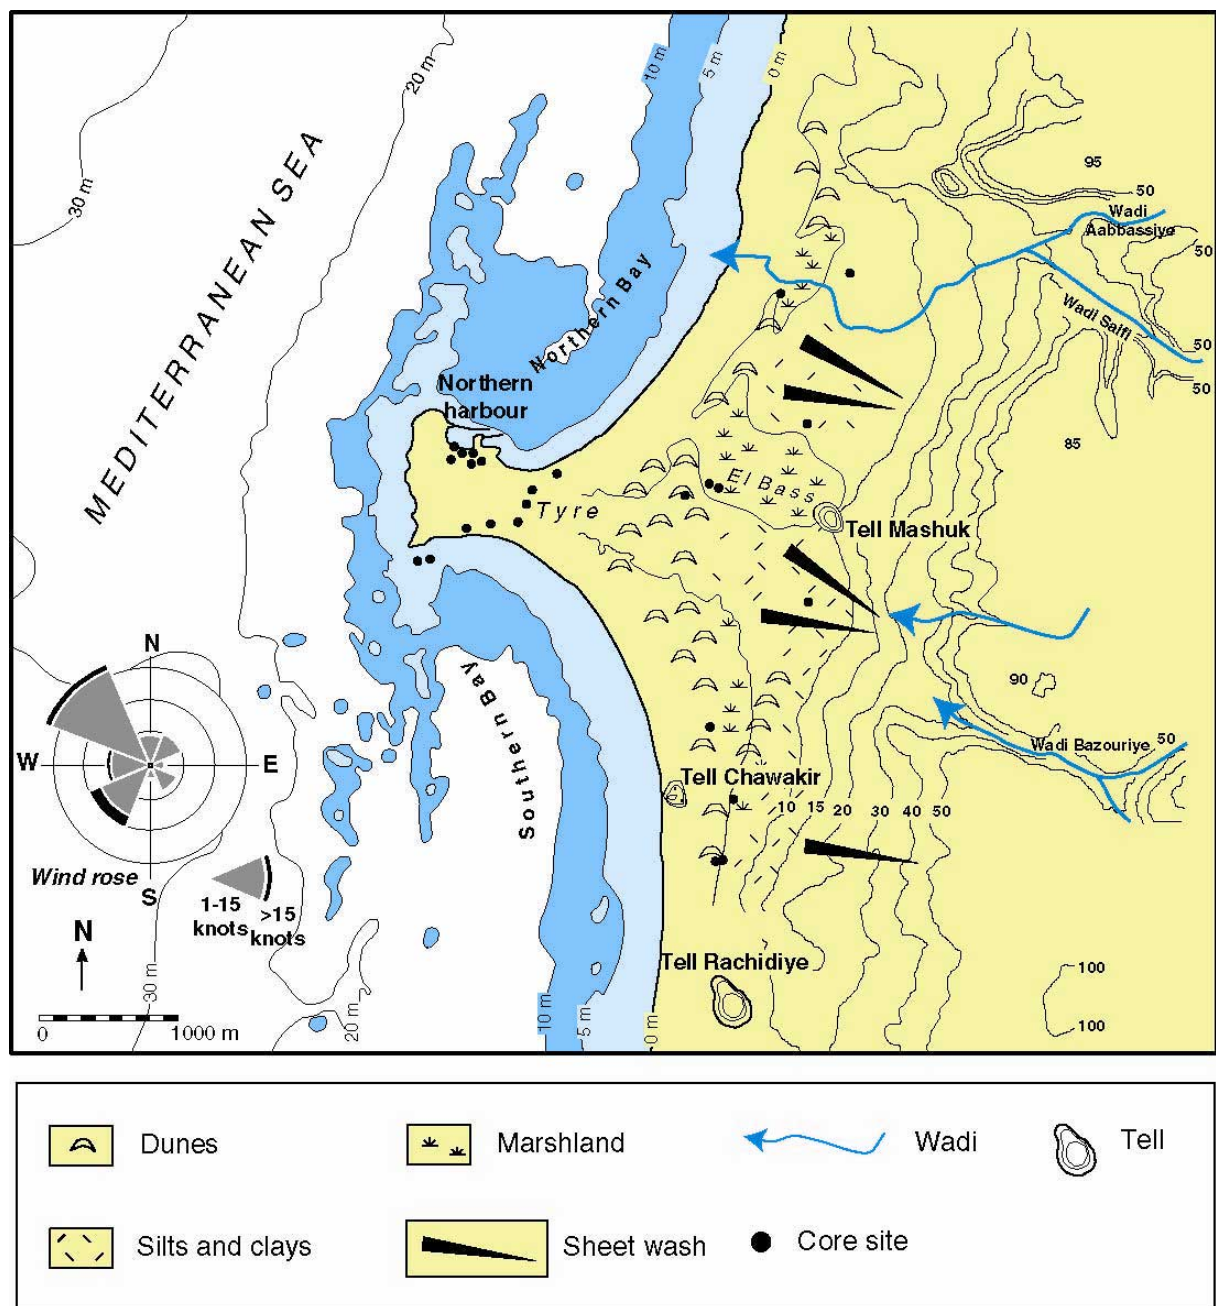 10 m
5 m
0 m
20 m
30 m
MEDITERRANEAN SEA
95
50
Wadi
Aabbassiye
50
Wadi Saifi
50
50
Northern Bay
Northern
harbour
85
El Bass
Tyre
Tell Mashuk
N
W
E
S
Wind rose
1-15
knots
>15
knots
N
0
1000 m
Southern Bay
90
Wadi Bazouriye
50
Tell Chawakir
10
15
20
30
40
50
Tell Rachidiye
100
100
30 m
20 m
10 m
5 m
0 m
Dunes
Marshland
Wadi
Tell
Silts and clays
Sheet wash
Core site